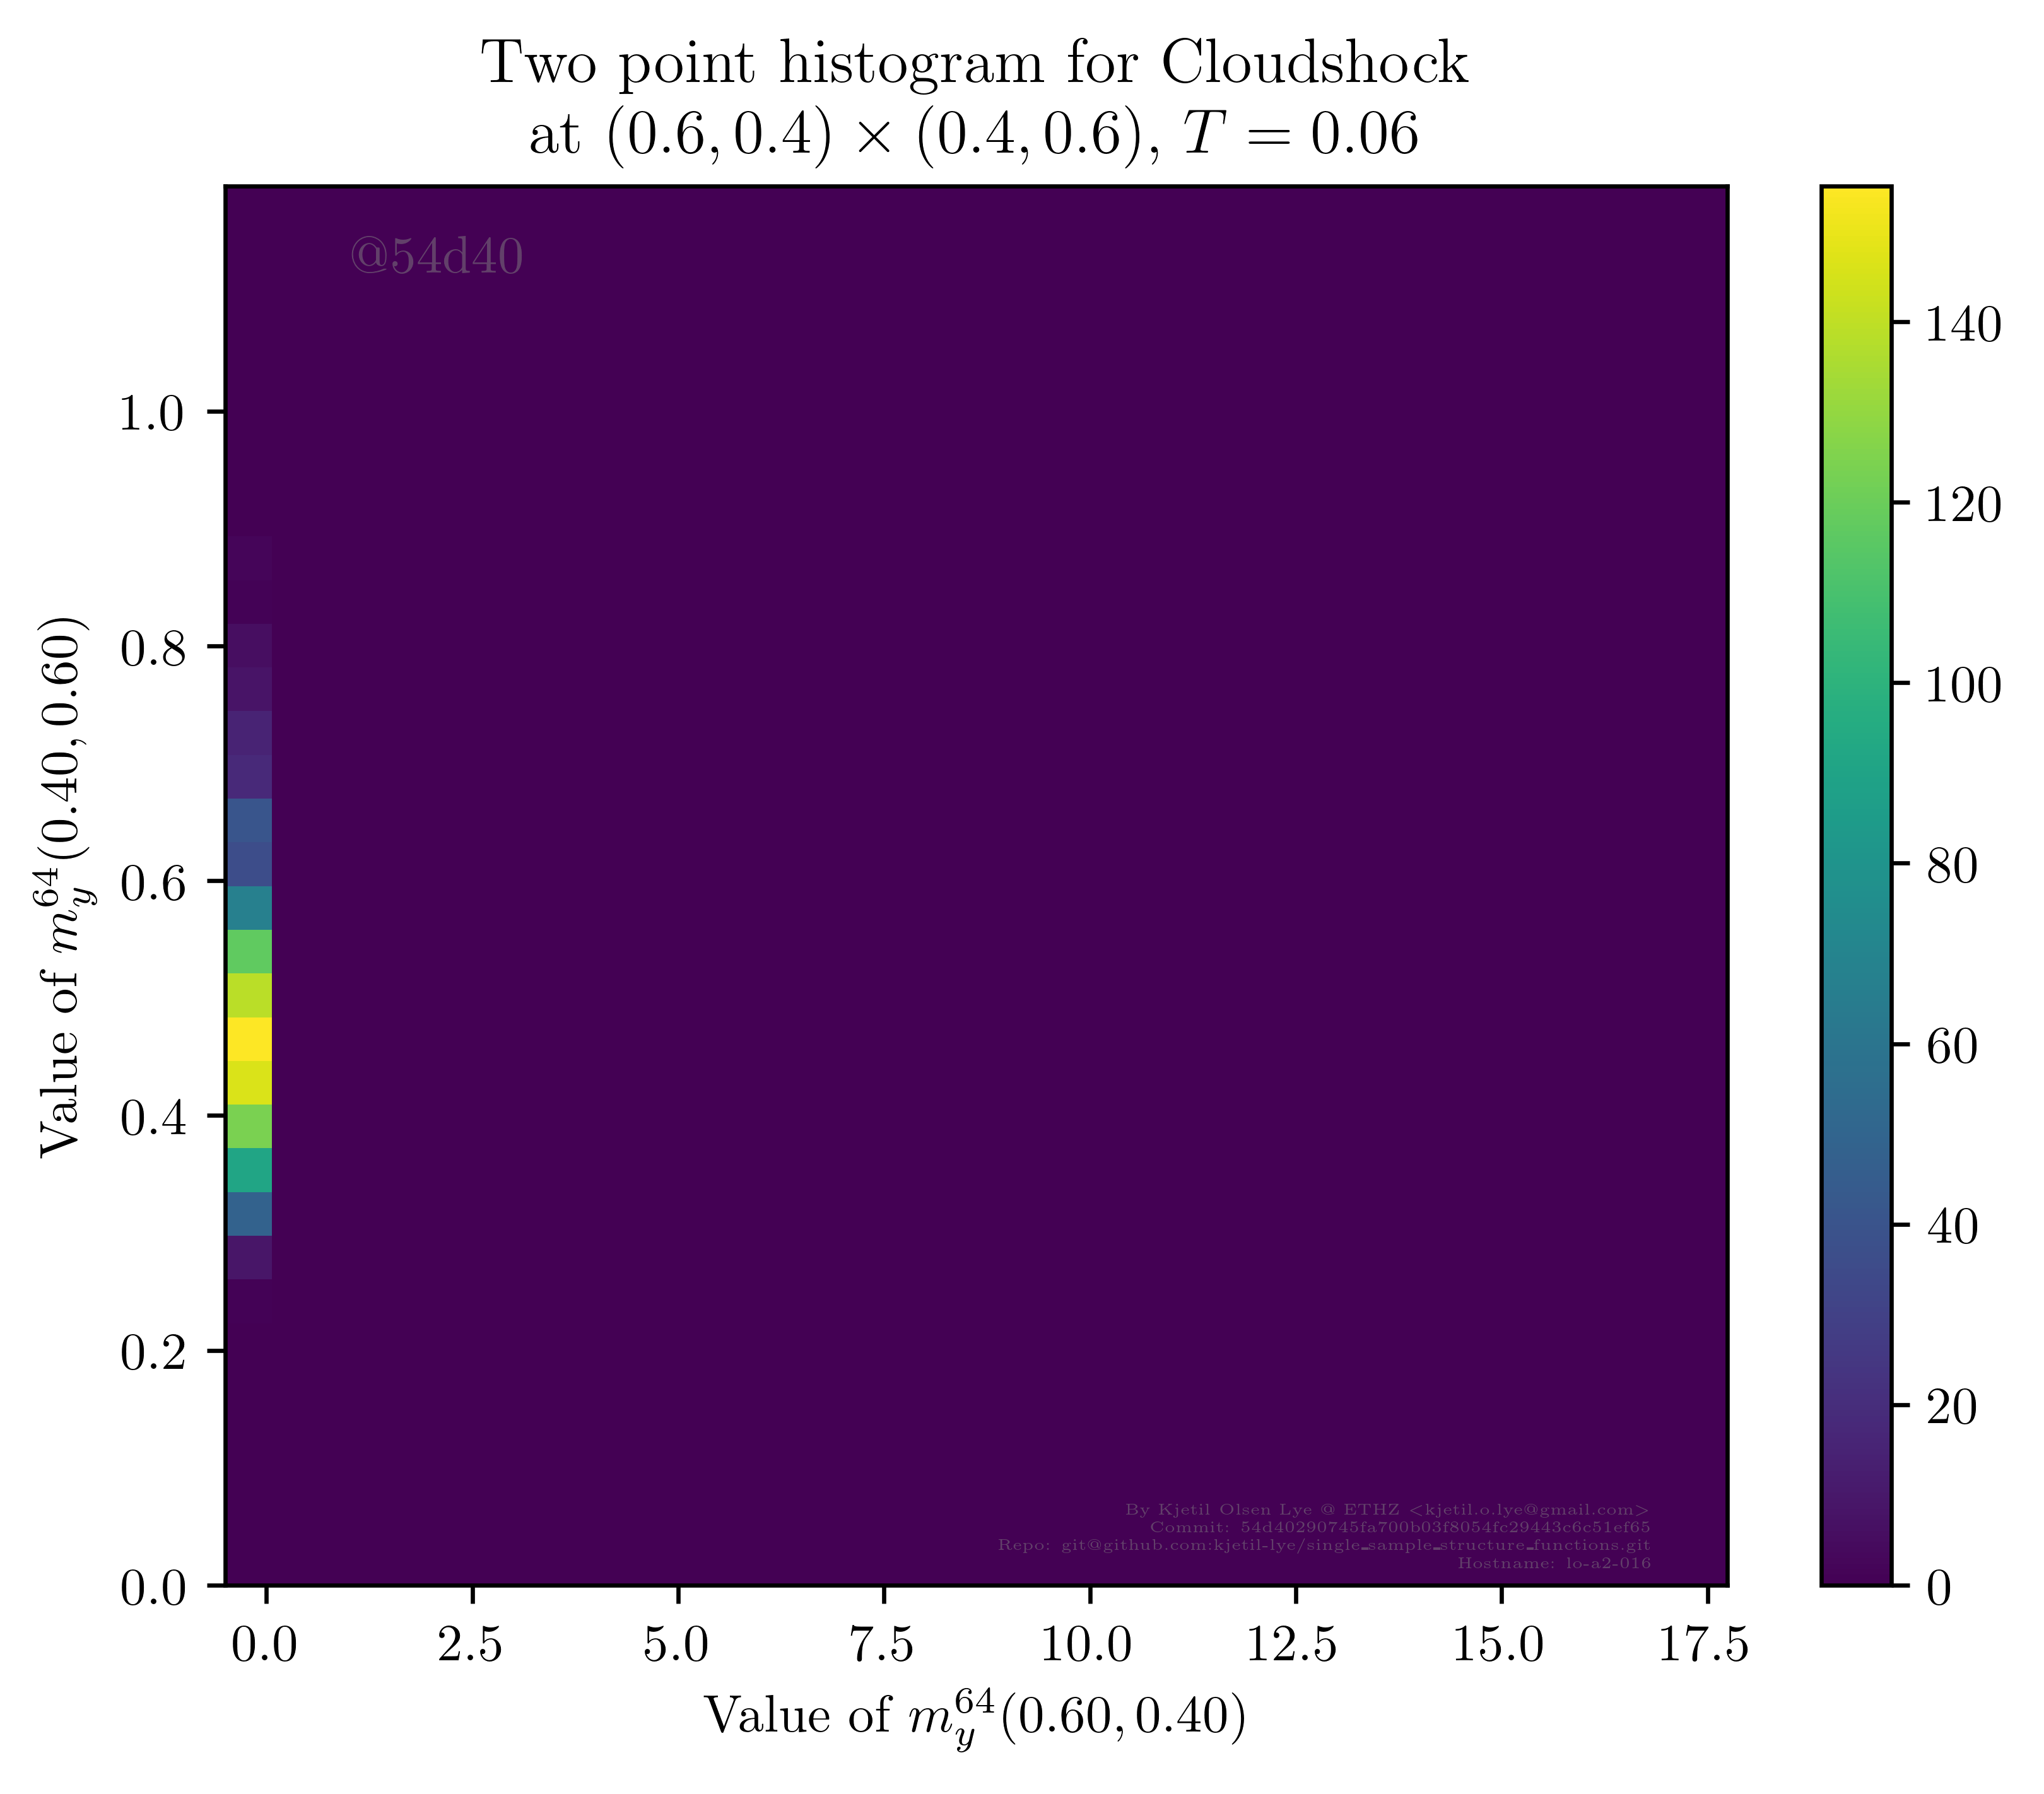 Two point histogram for Cloudshock
at (0.6, 0.4) × (0.4, 0.6), T = 0.06
@54d40
Value of m_y^64(0.40, 0.60)
1.0
0.8
0.6
0.4
0.2
0.0
0.0 2.5 5.0 7.5 10.0 12.5 15.0 17.5
Value of m_y^64(0.60, 0.40)
140
120
100
80
60
40
20
0
By Kjetil Olsen Lye @ ETHZ <kjetil.o.lye@gmail.com>
Commit: 54d40290745fa700b03f8054fc29443c6c51ef65
Repo: git@github.com:kjetil-lye/single_sample_structure_functions.git
Hostname: lo-a2-016